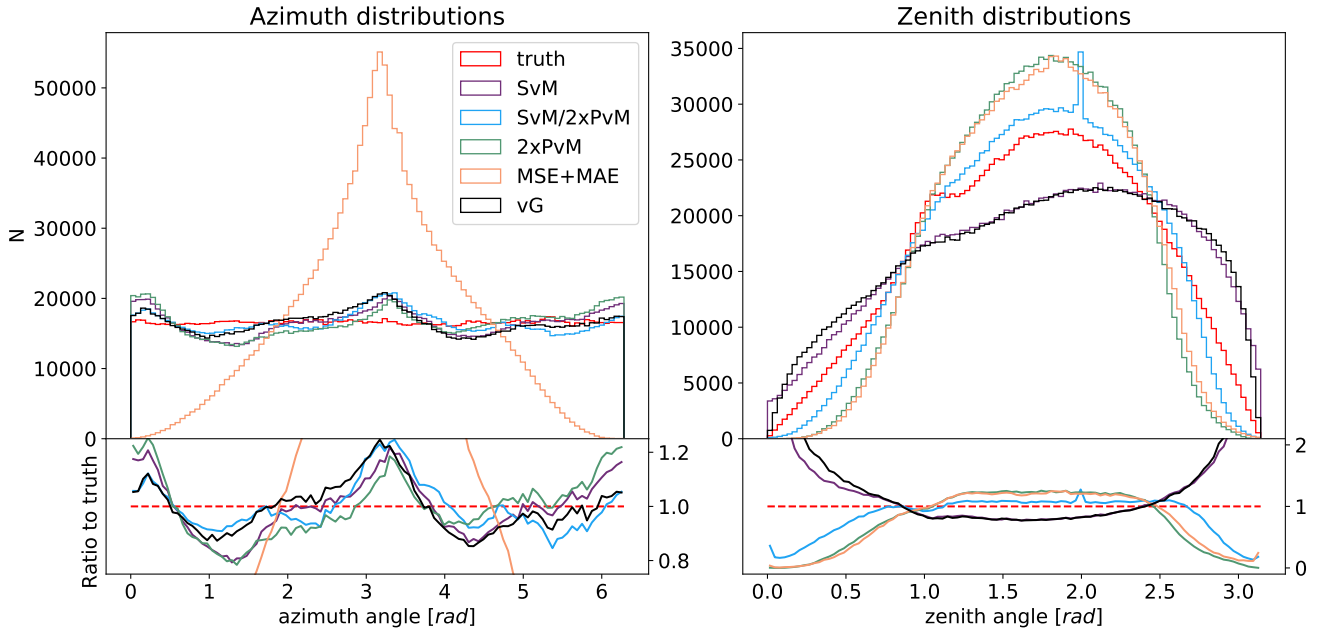 Azimuth distributions
N
50000
40000
30000
20000
10000
0
truth
SvM
SvM/2xPvM
2xPvM
MSE+MAE
vG
Ratio to truth
1.2
1.0
0.8
0 1 2 3 4 5 6
azimuth angle [rad]
Zenith distributions
35000
30000
25000
20000
15000
10000
5000
0
2
1
0
0.0 0.5 1.0 1.5 2.0 2.5 3.0
zenith angle [rad]